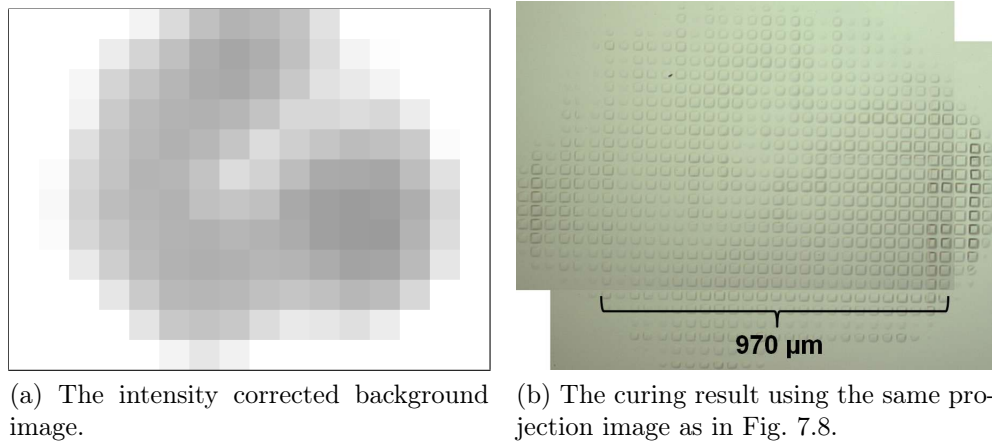 970 µm
(a) The intensity corrected background
image.
(b) The curing result using the same pro-
jection image as in Fig. 7.8.